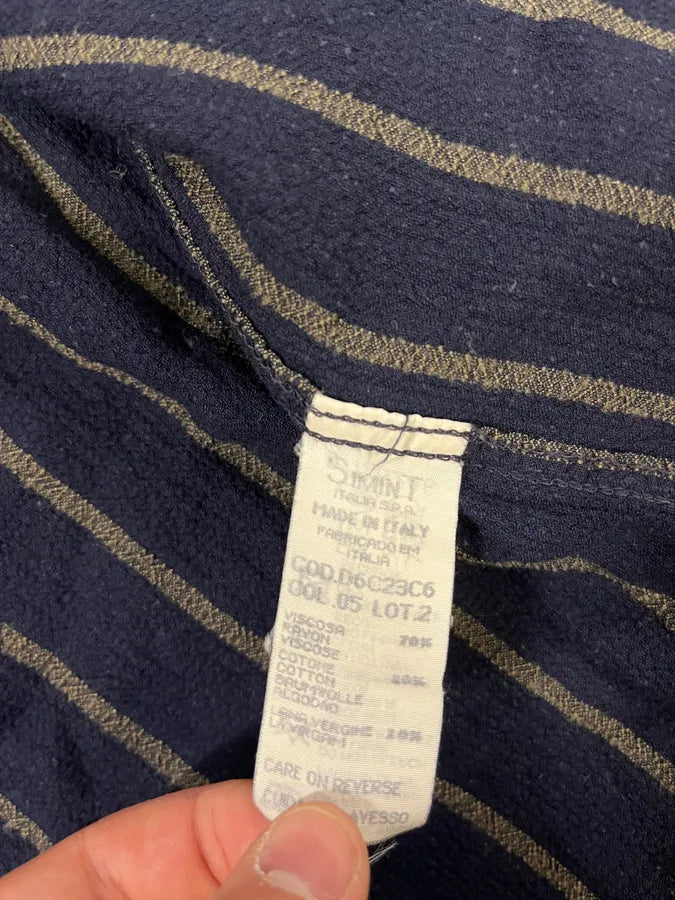 SIMINT®
ITALIA S.P.A.
MADE IN ITALY
FABRICADO EM
ITALIA
COD.D6C23C6
COL.05 LOT.2
VISCOSA
RAYON 70%
VISCOSE
COTONE
COTTON 20%
BAUMWOLLE
ALGODAO
LANA VERGINE 10%
CARE ON REVERSE